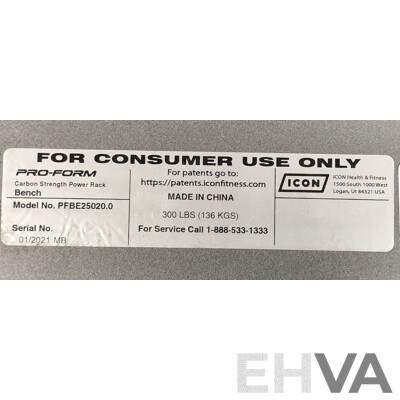 FOR CONSUMER USE ONLY
PRO-FORM
Carbon Strength Power Rack
Bench
Model No. PFBE25020.0
Serial No.
01/2021 MB
For patents go to:
https://patents.iconfitness.com
MADE IN CHINA
300 LBS (136 KGS)
For Service Call 1-888-533-1333
ICON
ICON Health & Fitness
1500 South 1000 West
Logan, Ut 84321 USA
EHVA